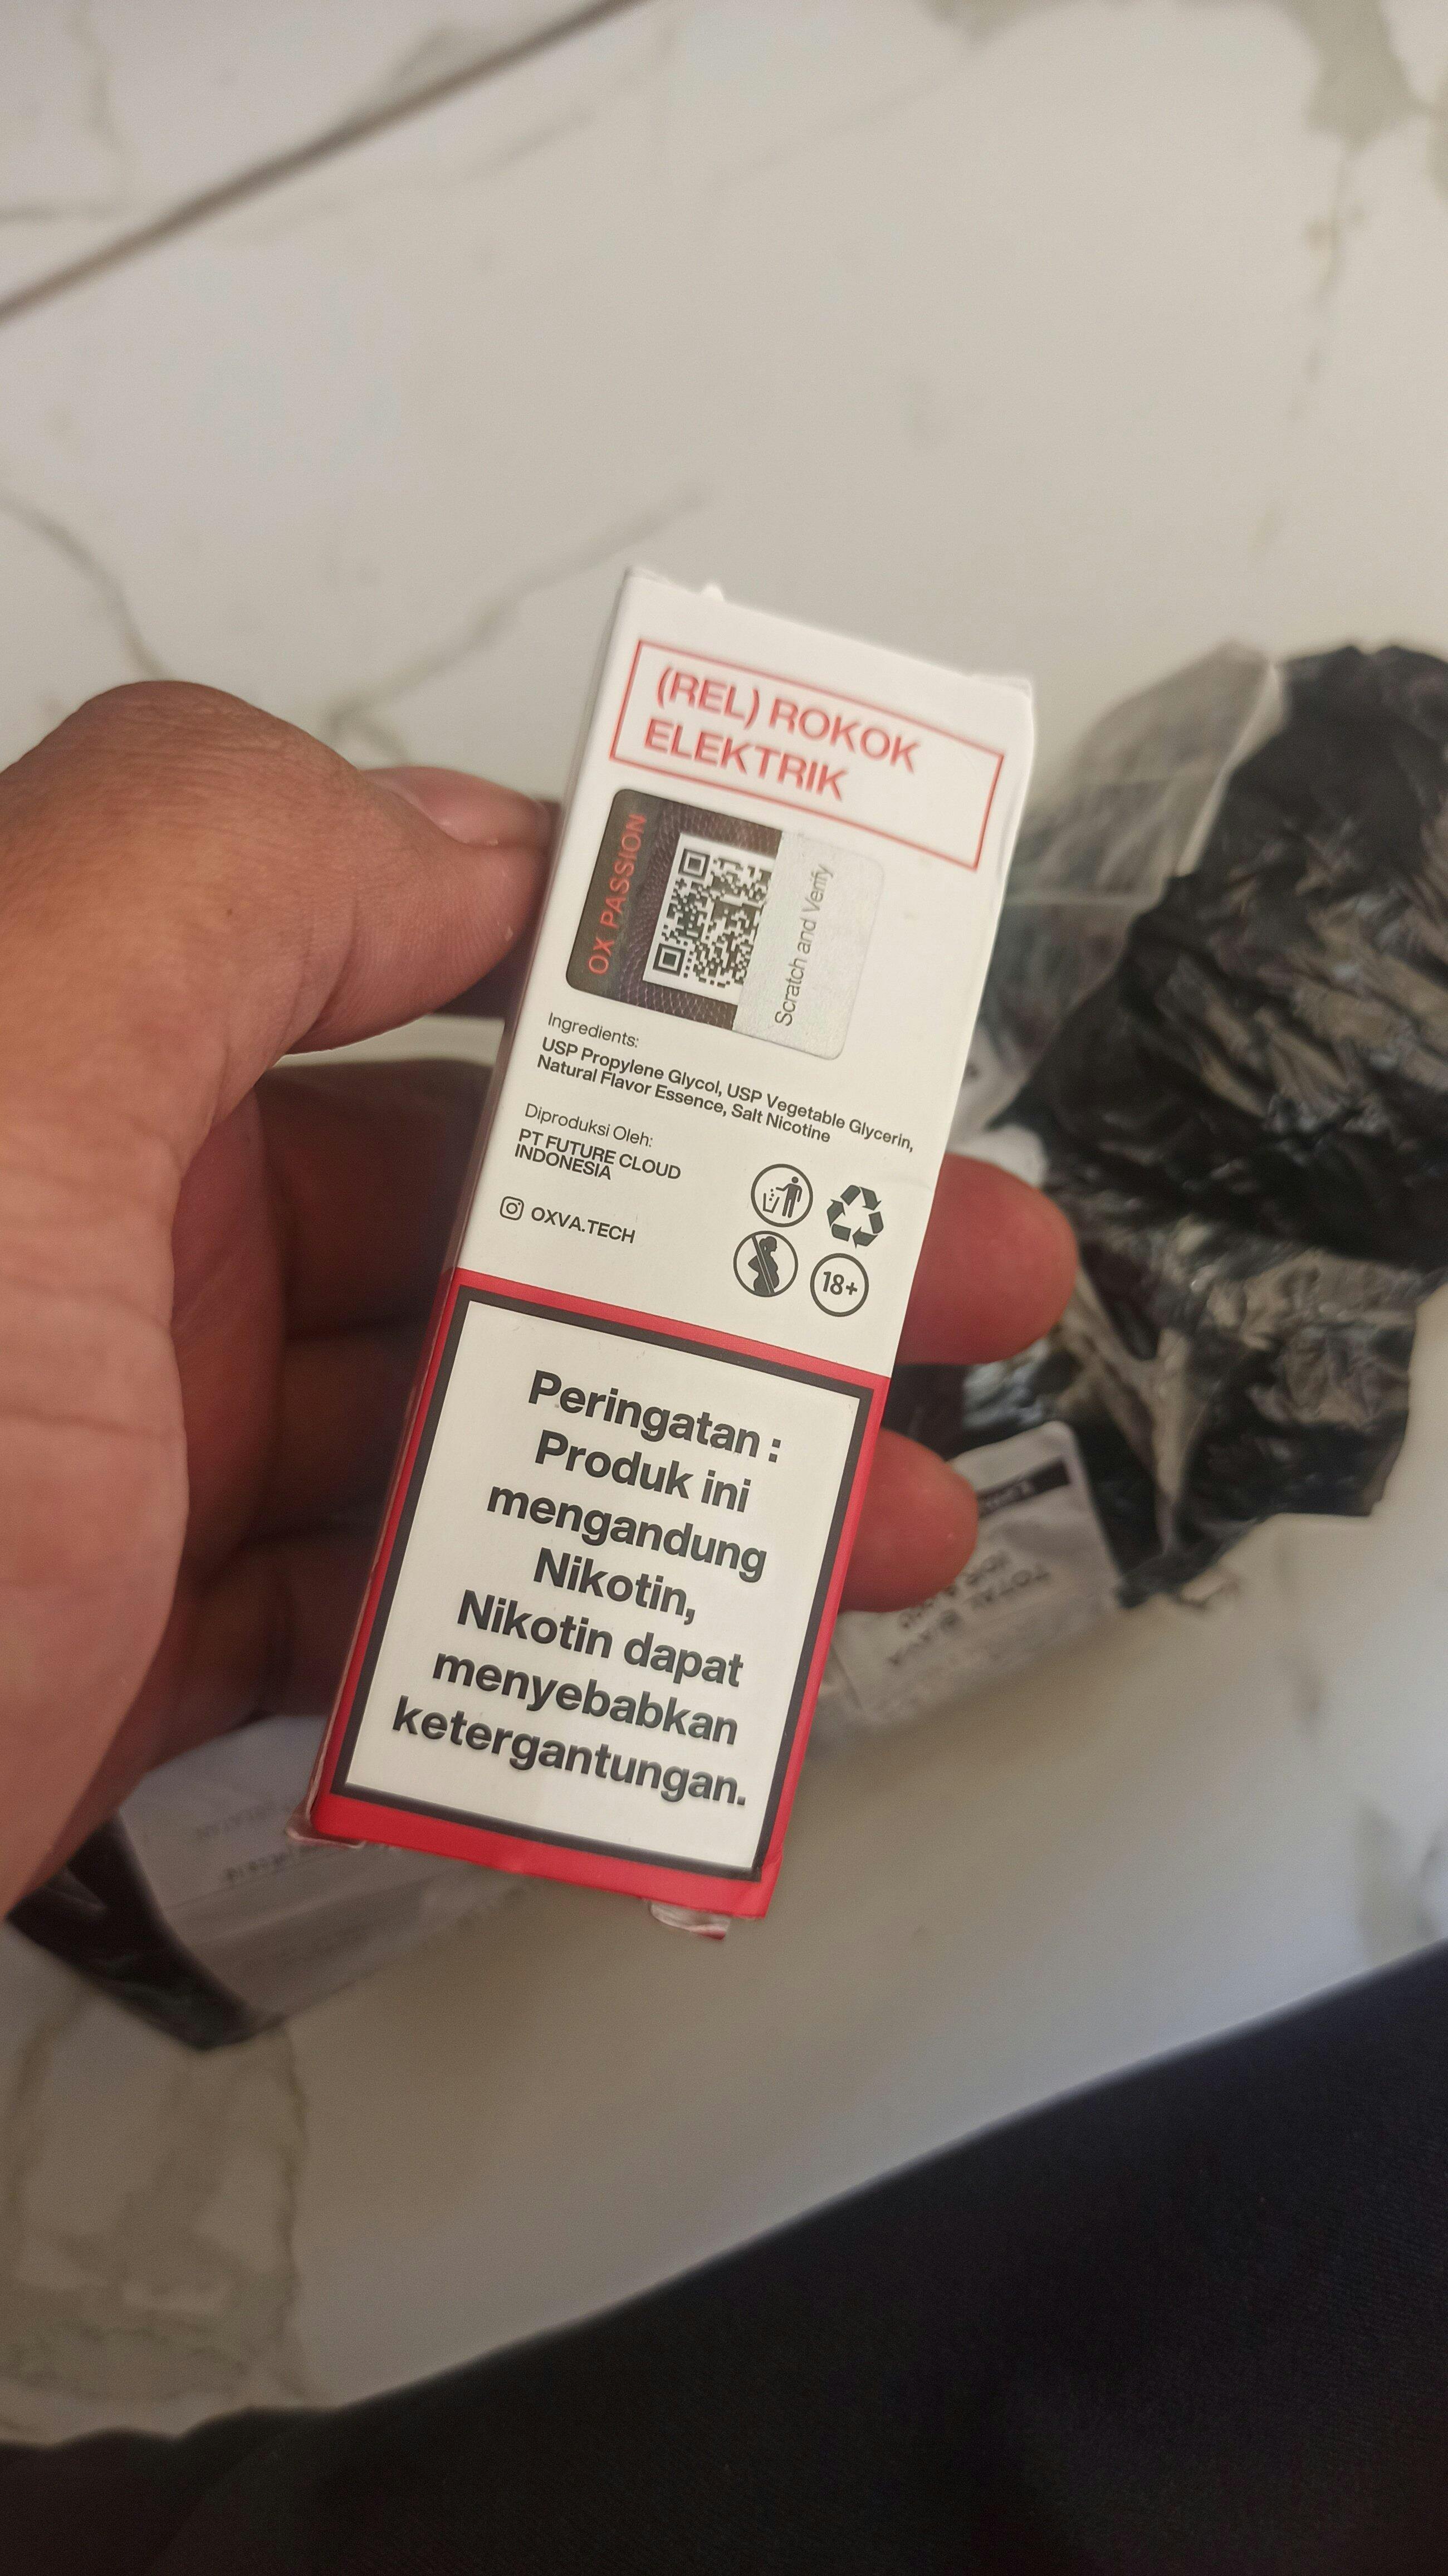 (REL) ROKOK
ELEKTRIK
OX PASSION
Scratch and Verify
Ingredients:
USP Propylene Glycol, USP Vegetable Glycerin,
Natural Flavor Essence, Salt Nicotine
Diproduksi Oleh:
PT FUTURE CLOUD
INDONESIA
OXVA.TECH
18+
Peringatan :
Produk ini
mengandung
Nikotin,
Nikotin dapat
menyebabkan
ketergantungan.